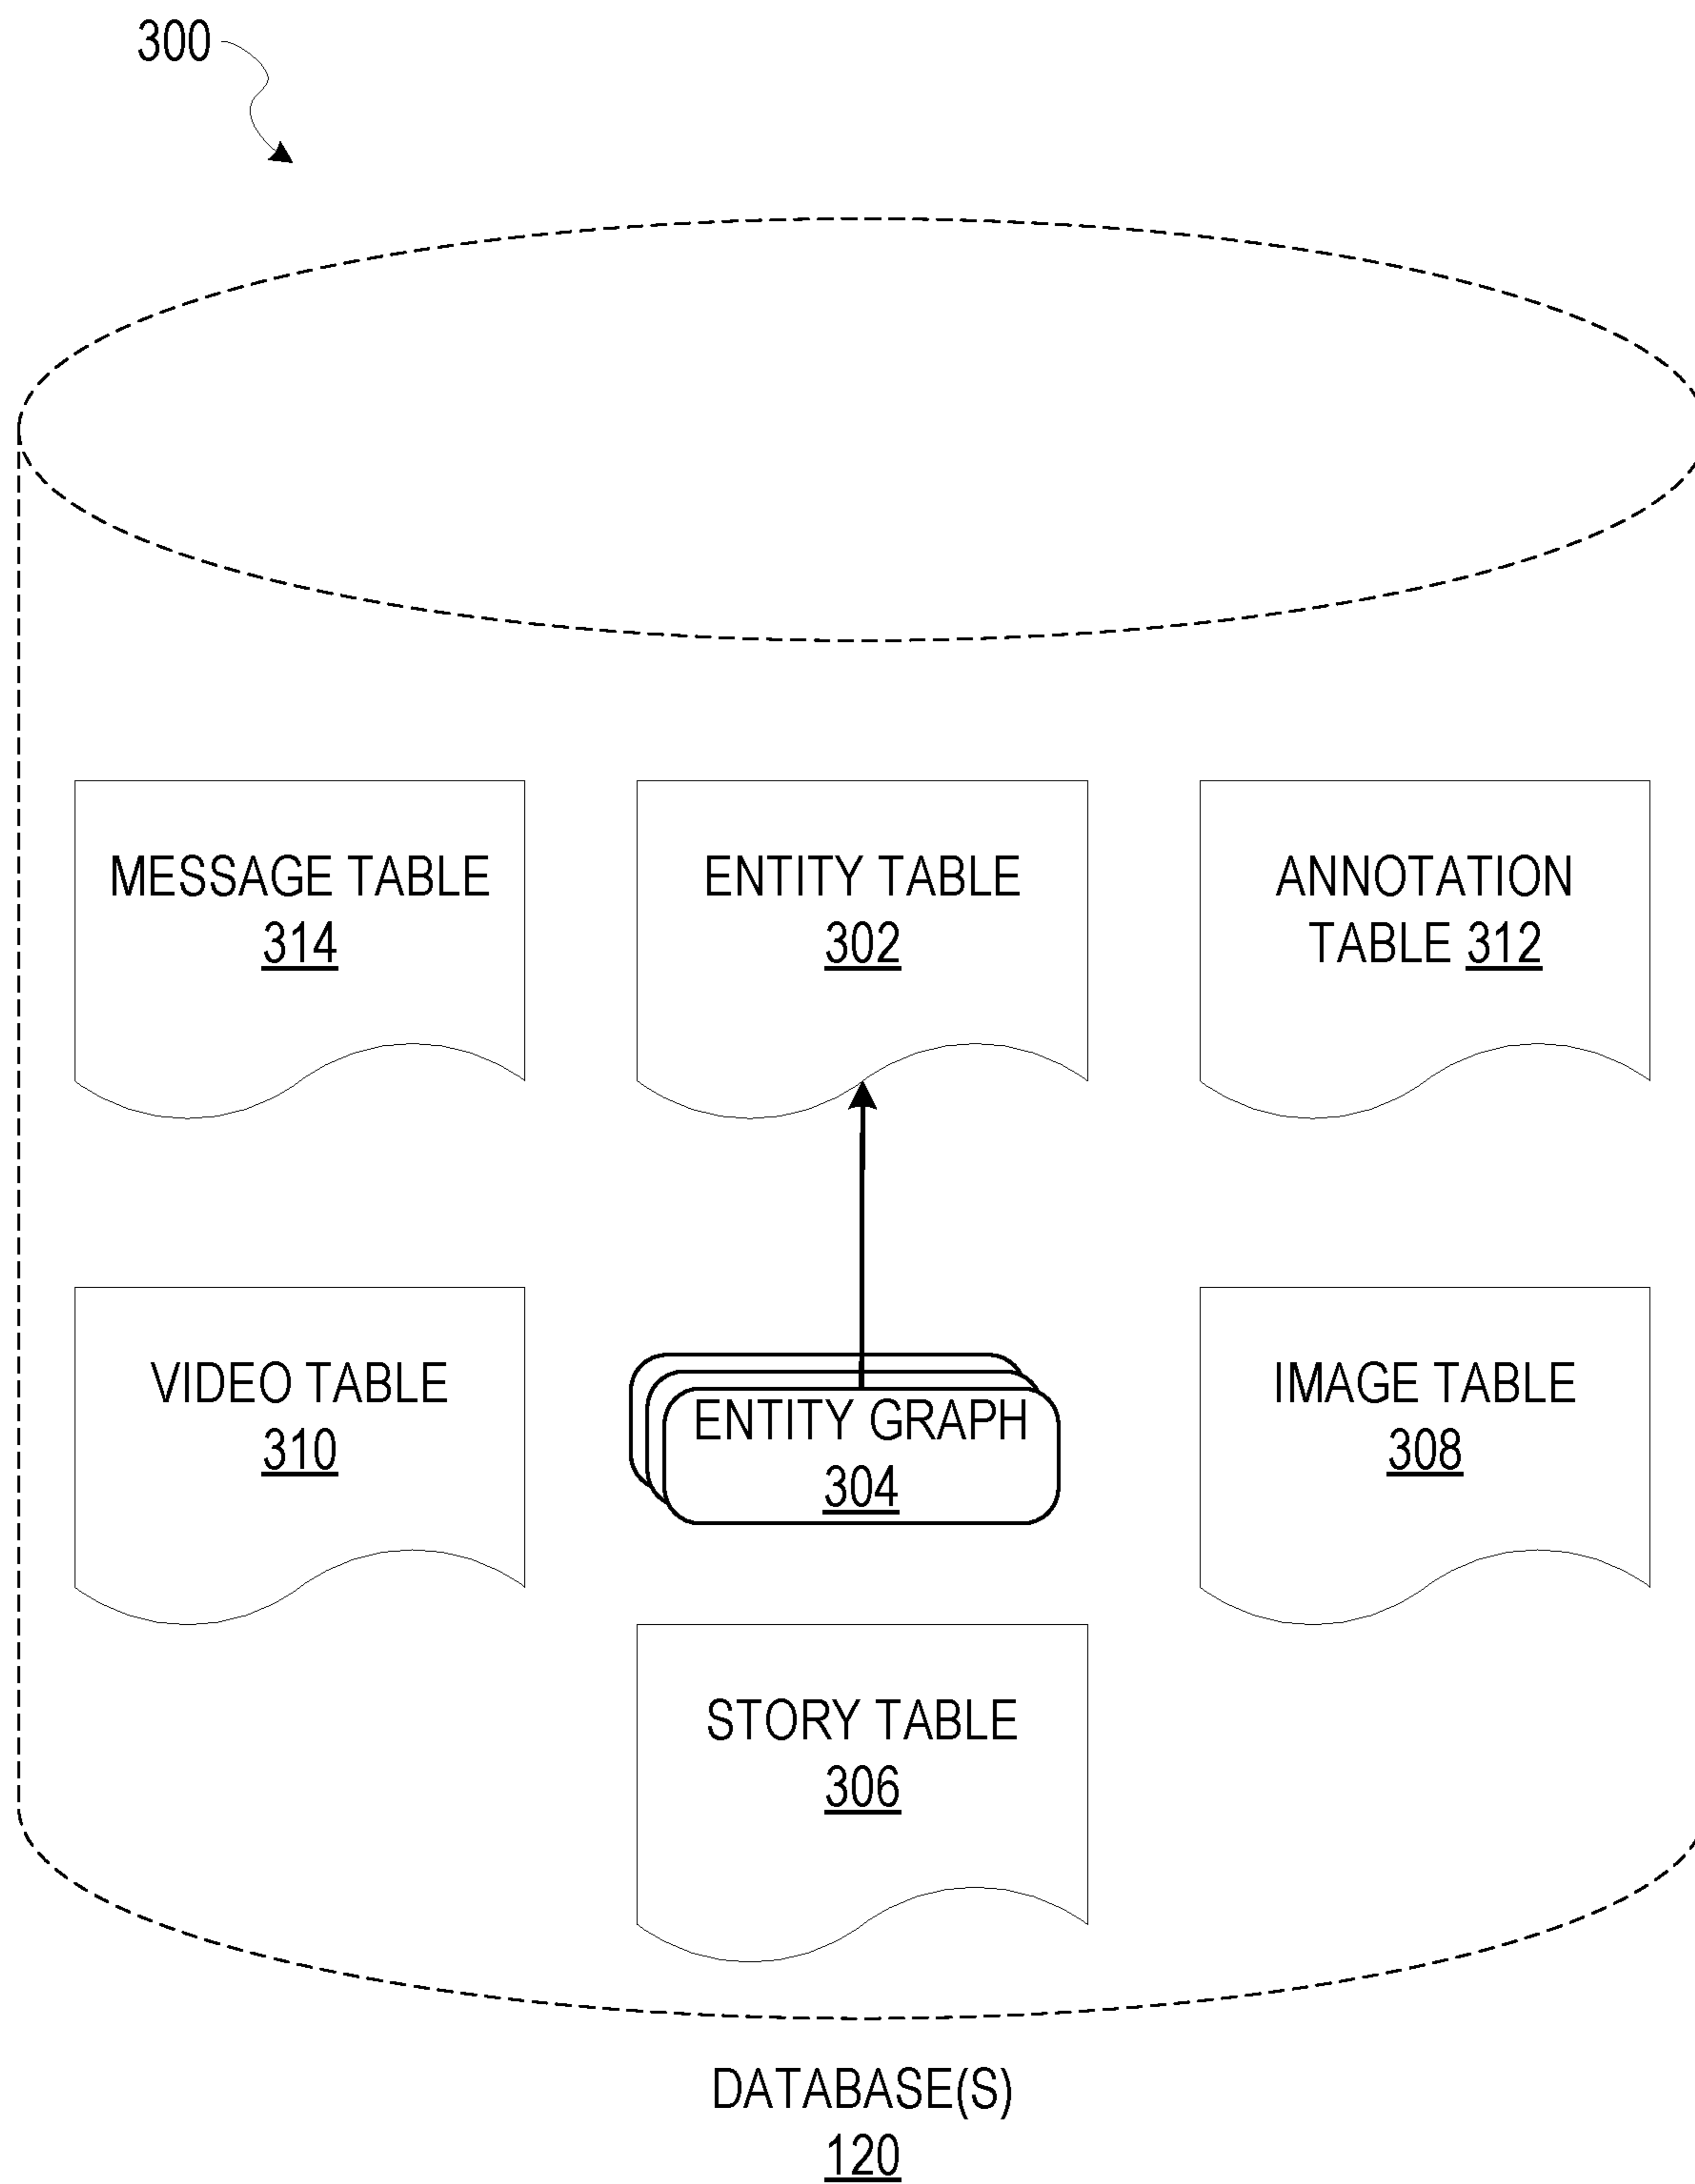 300
MESSAGE TABLE
314
ENTITY TABLE
302
ANNOTATION
TABLE 312
VIDEO TABLE
310
ENTITY GRAPH
304
IMAGE TABLE
308
STORY TABLE
306
DATABASE(S)
120